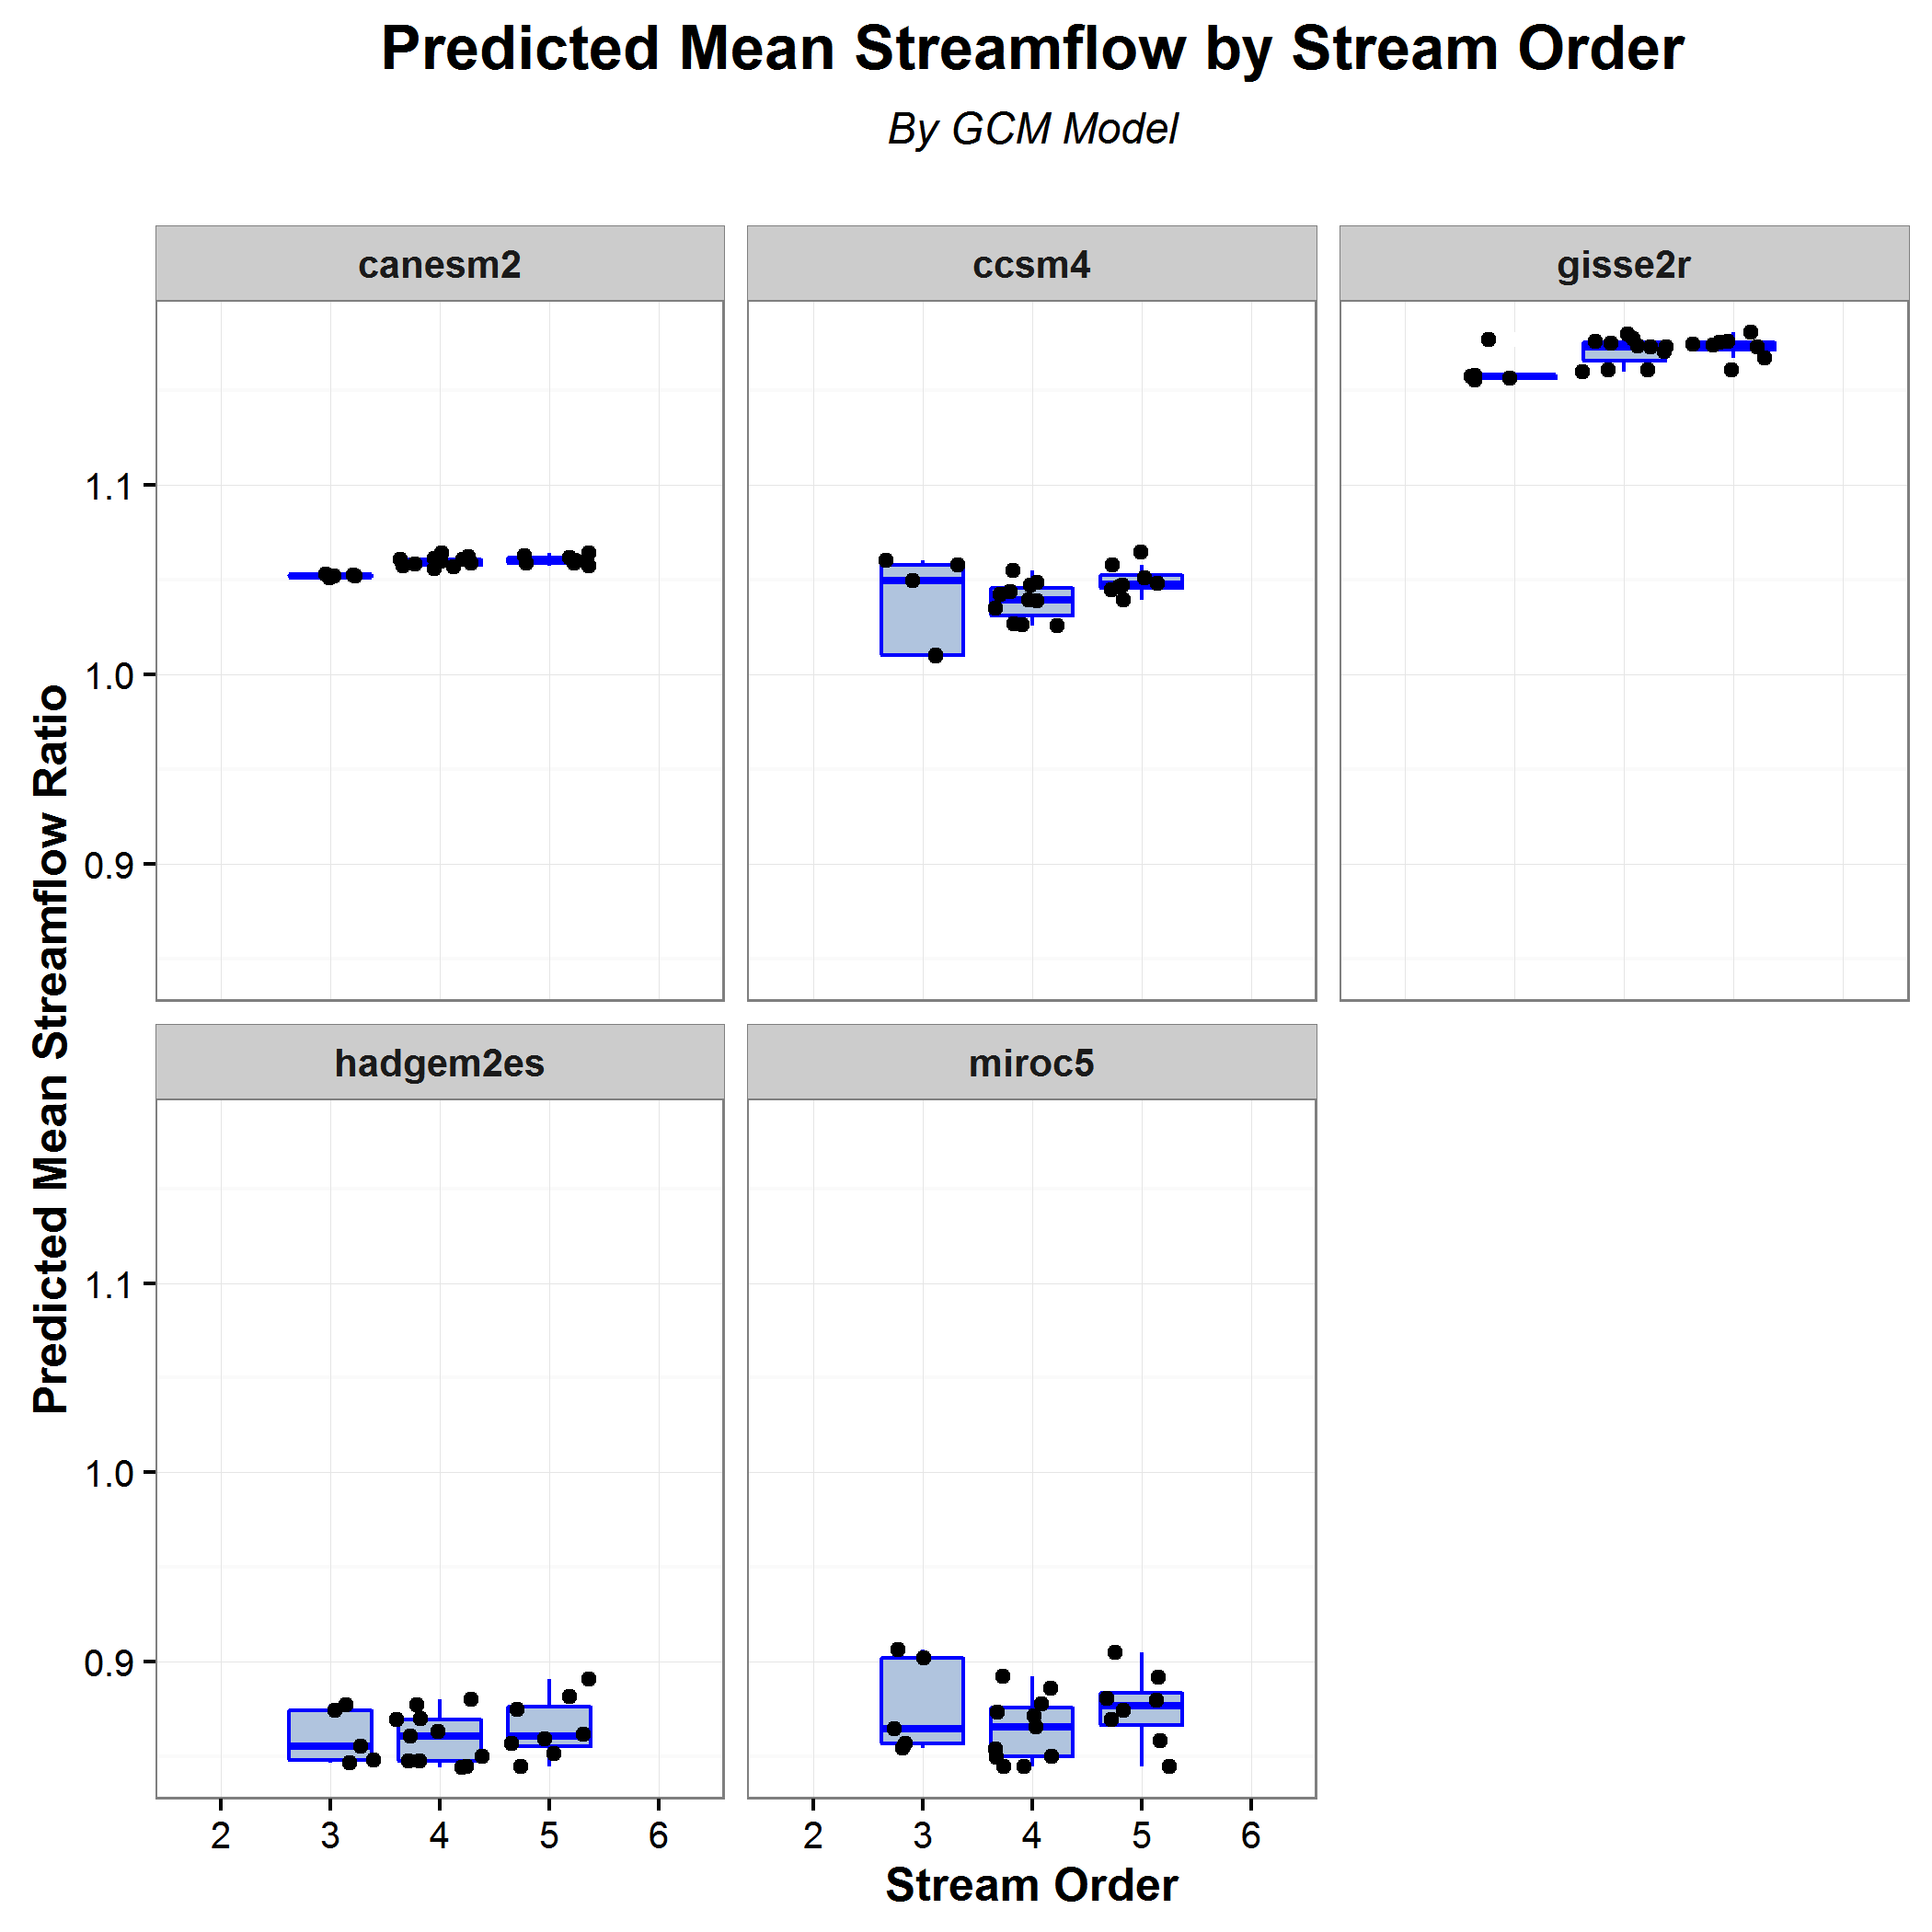 Predicted Mean Streamflow by Stream Order
By GCM Model
canesm2
ccsm4
gisse2r
1.1
1.0
0.9
Predicted Mean Streamflow Ratio
hadgem2es
miroc5
1.1
1.0
0.9
2 3 4 5 6
2 3 4 5 6
Stream Order